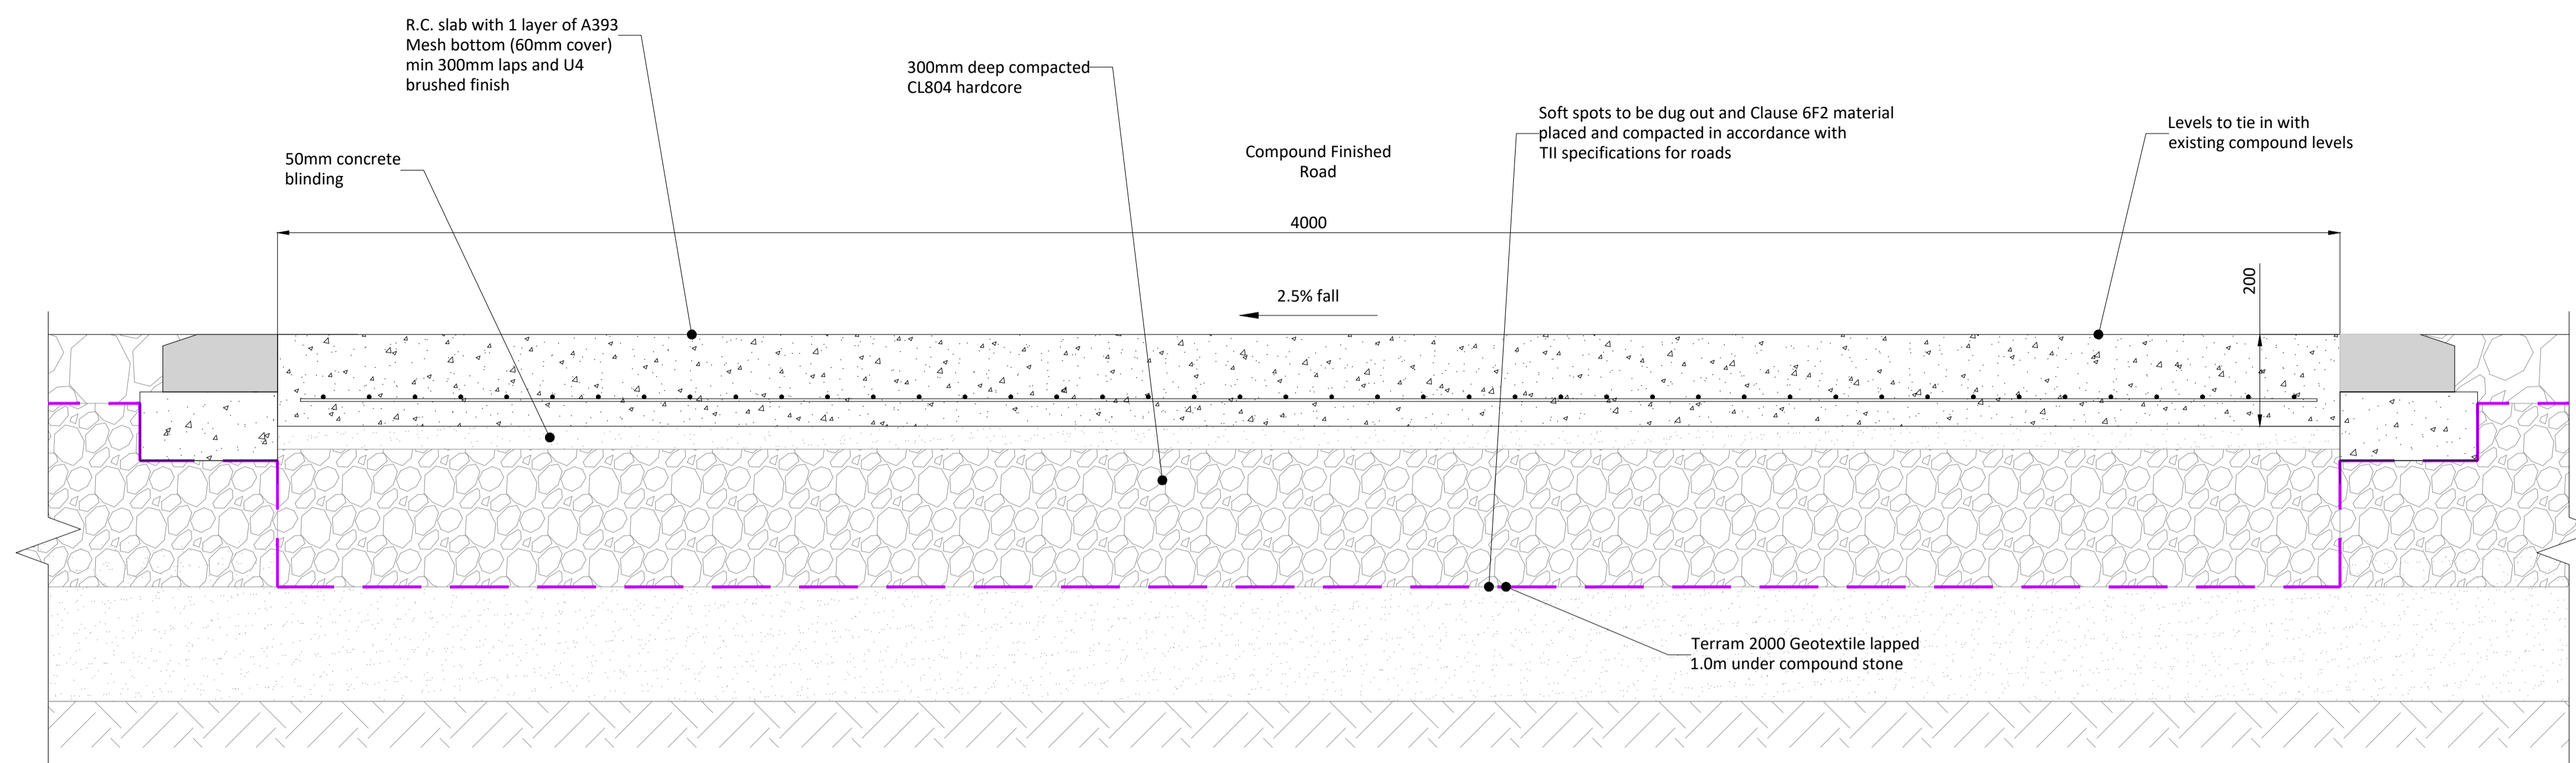 R.C. slab with 1 layer of A393
Mesh bottom (60mm cover)
min 300mm laps and U4
brushed finish
300mm deep compacted
CL804 hardcore
Soft spots to be dug out and Clause 6F2 material
placed and compacted in accordance with
TII specifications for roads
Levels to tie in with
existing compound levels
50mm concrete
blinding
Compound Finished
Road
4000
200
2.5% fall
Terram 2000 Geotextile lapped
1.0m under compound stone